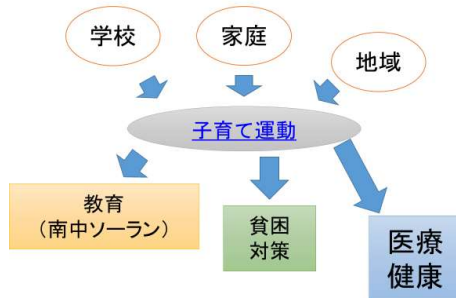 学校
家庭
地域
子育て運動
教育
（南中ソーラン）
貧困
対策
医療
健康